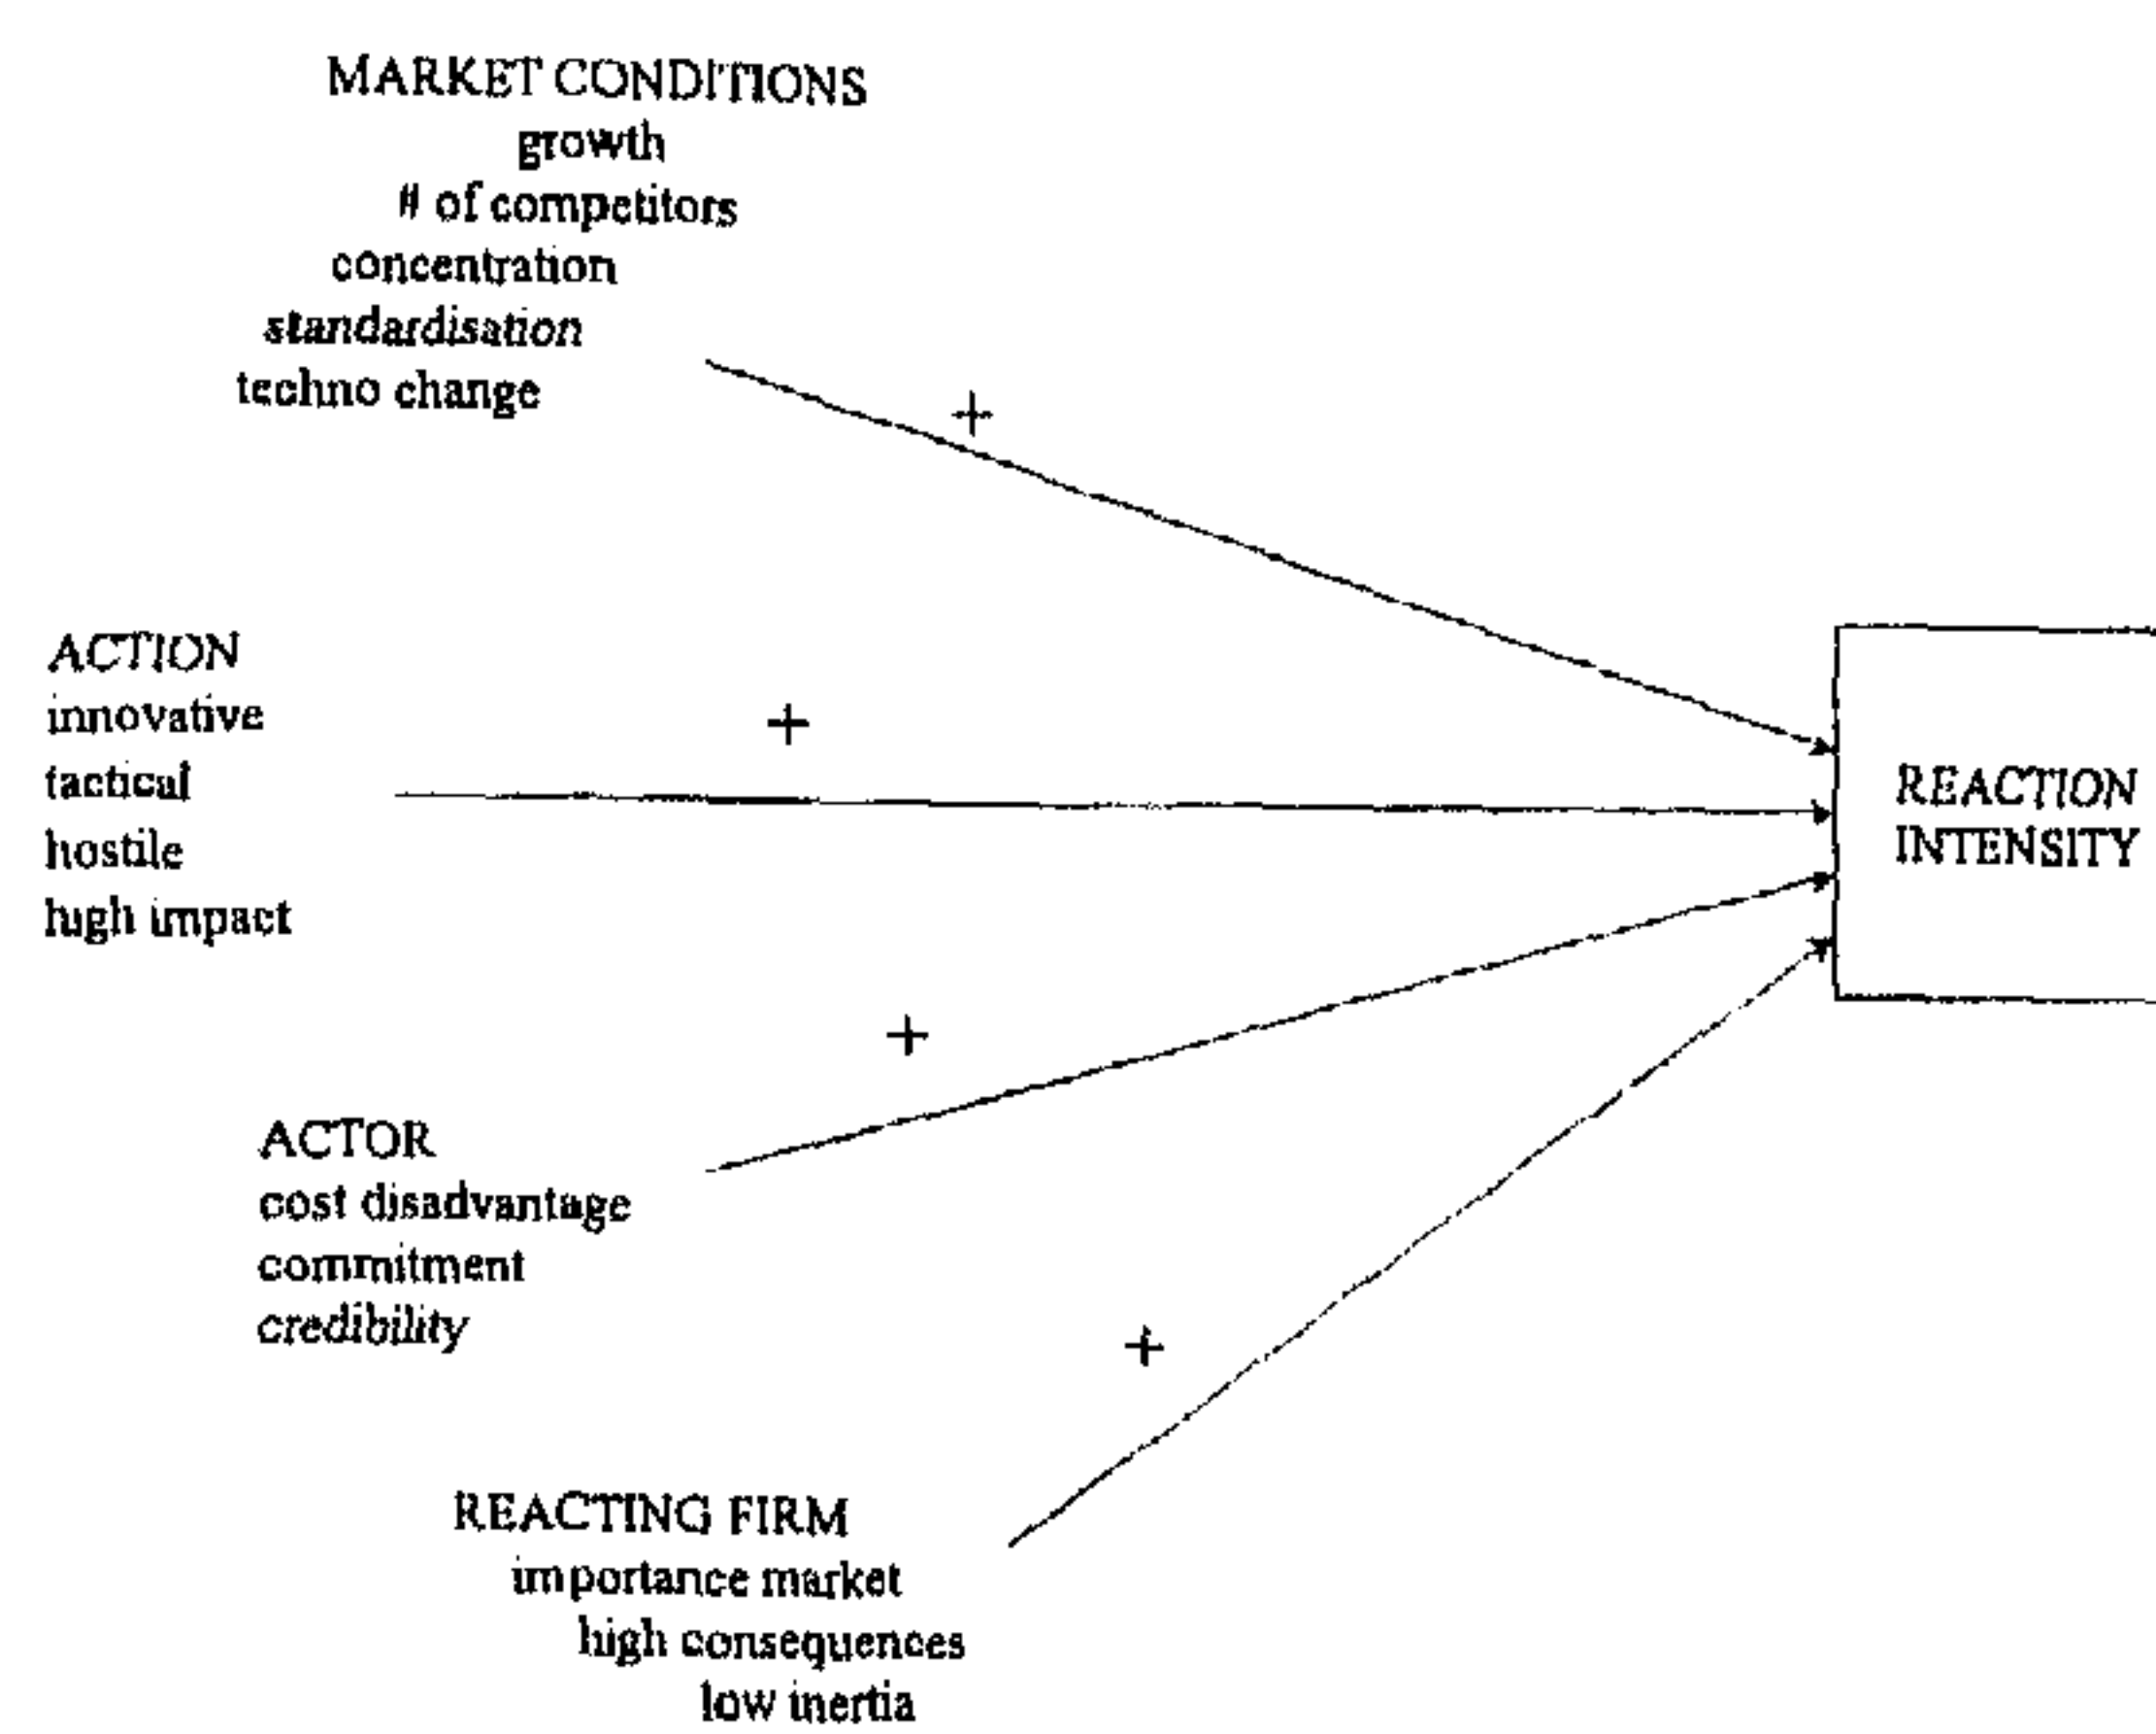 MARKET CONDITIONS
growth
# of competitors
concentration
standardisation
techno change
+
ACTION
innovative
tactical
hostile
high impact
+
REACTION
INTENSITY
+
ACTOR
cost disadvantage
commitment
credibility
+
REACTING FIRM
importance market
high consequences
low inertia